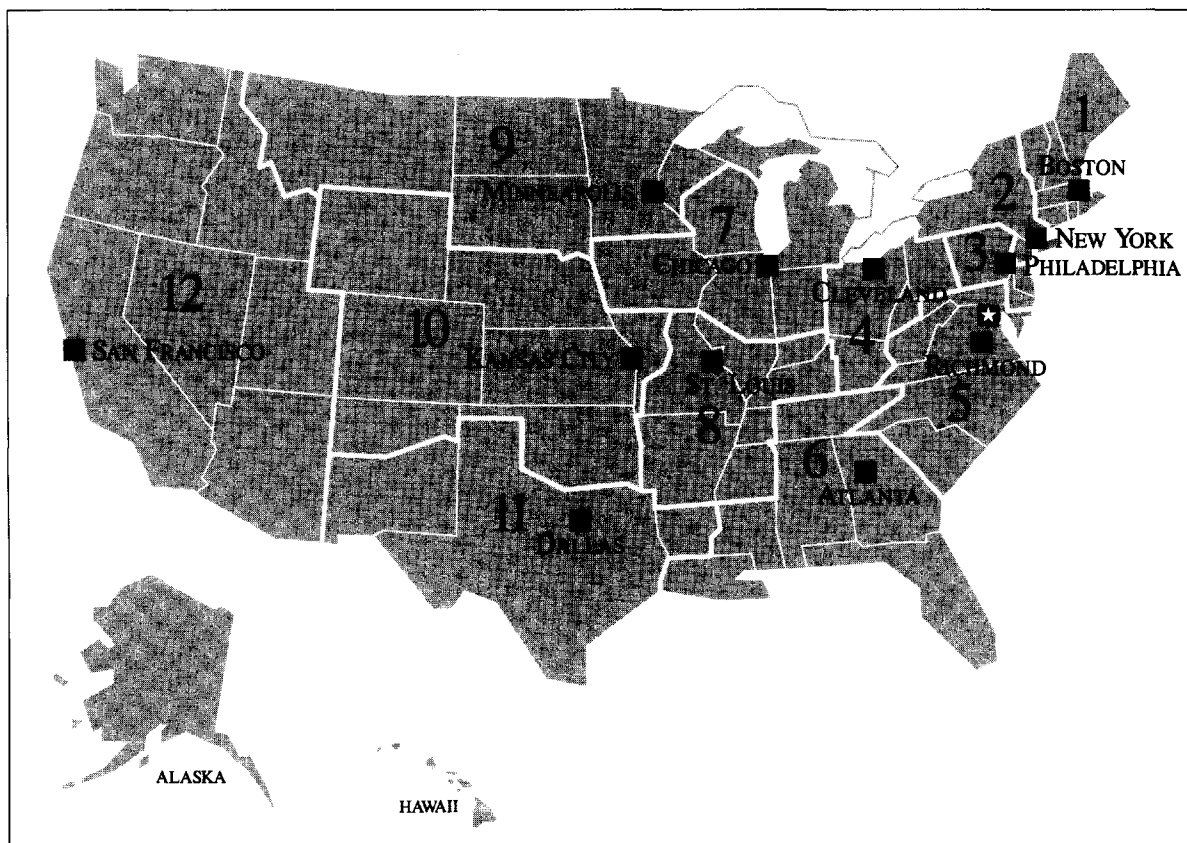 1
BOSTON
9
MINNEAPOLIS
2
7
NEW YORK
3
PHILADELPHIA
CHICAGO
CLEVELAND
12
10
4
SAN FRANCISCO
KANSAS CITY
RICHMOND
ST. LOUIS
5
8
6
ATLANTA
11
DALLAS
ALASKA
HAWAII